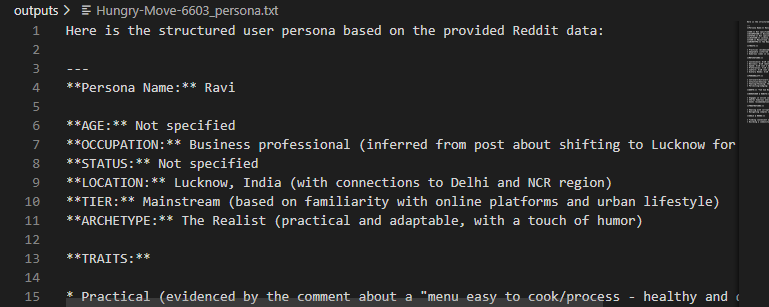 outputs > Hungry-Move-6603_persona.txt
1 Here is the structured user persona based on the provided Reddit data:
2
3 ---
4 **Persona Name:** Ravi
5
6 **AGE:** Not specified
7 **OCCUPATION:** Business professional (inferred from post about shifting to Lucknow for
8 **STATUS:** Not specified
9 **LOCATION:** Lucknow, India (with connections to Delhi and NCR region)
10 **TIER:** Mainstream (based on familiarity with online platforms and urban lifestyle)
11 **ARCHETYPE:** The Realist (practical and adaptable, with a touch of humor)
12
13 **TRAITS:**
14
15 * Practical (evidenced by the comment about a "menu easy to cook/process - healthy and